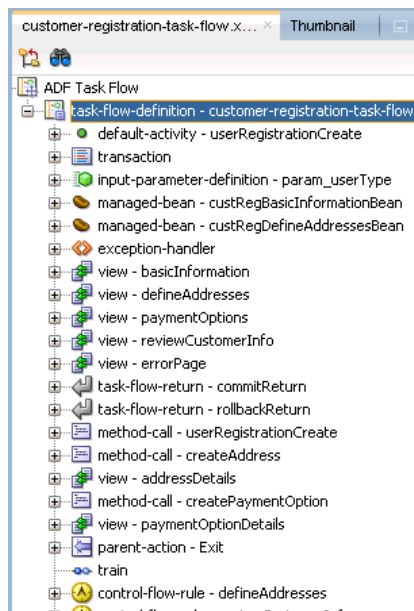 customer-registration-task-flow.x...
Thumbnail
ADF Task Flow
task-flow-definition - customer-registration-task-flow
default-activity - userRegistrationCreate
transaction
input-parameter-definition - param_userType
managed-bean - custRegBasicInformationBean
managed-bean - custRegDefineAddressesBean
exception-handler
view - basicInformation
view - defineAddresses
view - paymentOptions
view - reviewCustomerInfo
view - errorPage
task-flow-return - commitReturn
task-flow-return - rollbackReturn
method-call - userRegistrationCreate
method-call - createAddress
view - addressDetails
method-call - createPaymentOption
view - paymentOptionDetails
parent-action - Exit
train
control-flow-rule - defineAddresses